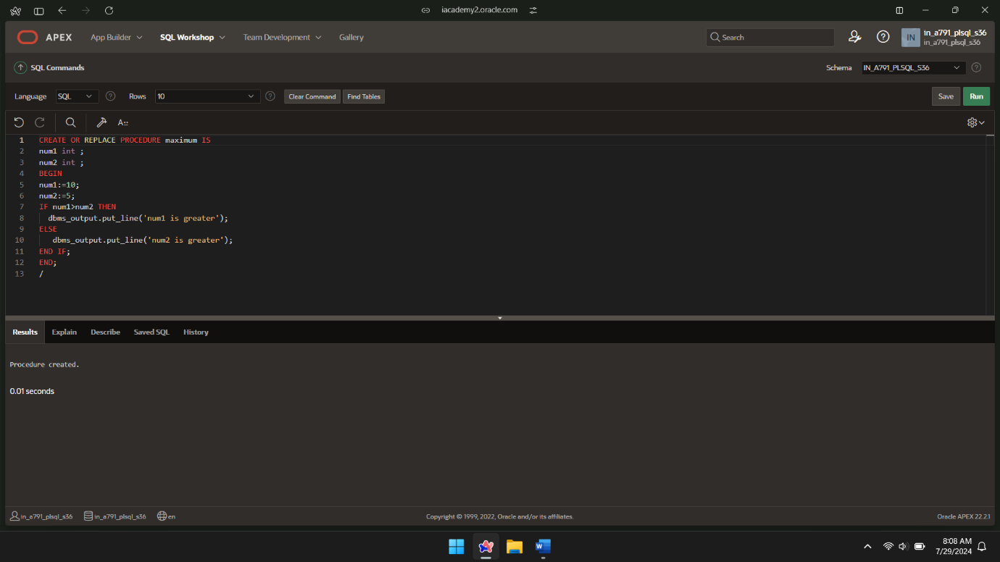 iacademy2.oracle.com
APEX App Builder SQL Workshop Team Development Gallery Search IN in_a791_plsql_s36
in_a791_plsql_s36
SQL Commands Schema IN_A791_PLSQL_S36
Language SQL Rows 10 Clear Command Find Tables Save Run
A::
1 CREATE OR REPLACE PROCEDURE maximum IS
2 num1 int ;
3 num2 int ;
4 BEGIN
5 num1:=10;
6 num2:=5;
7 IF num1>num2 THEN
8 dbms_output.put_line('num1 is greater');
9 ELSE
10 dbms_output.put_line('num2 is greater');
11 END IF;
12 END;
13 /
Results Explain Describe Saved SQL History
Procedure created.
0.01 seconds
in_a791_plsql_s36 in_a791_plsql_s36 en Copyright © 1999, 2022, Oracle and/or its affiliates. Oracle APEX 22.2.1
8:08 AM
7/29/2024